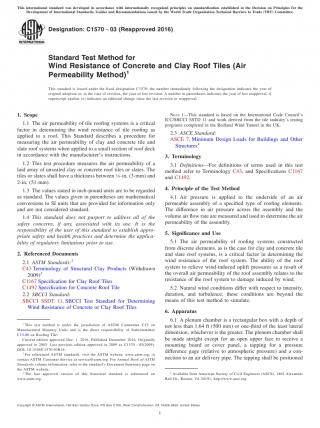 This international standard was developed in accordance with internationally recognized principles on standardization established in the Decision on Principles for the
Development of International Standards, Guides and Recommendations issued by the World Trade Organization Technical Barriers to Trade (TBT) Committee.
Designation: C1570 − 03 (Reapproved 2016)
Standard Test Method for
Wind Resistance of Concrete and Clay Roof Tiles (Air
Permeability Method)1
This standard is issued under the fixed designation C1570; the number immediately following the designation indicates the year of
original adoption or, in the case of revision, the year of last revision. A number in parentheses indicates the year of last reapproval. A
superscript epsilon (ε) indicates an editorial change since the last revision or reapproval.
1. Scope
1.1 The air permeability of tile roofing systems is a critical
factor in determining the wind resistance of tile roofing as
applied to a roof. This Standard describes a procedure for
measuring the air permeability of clay and concrete tile and
slate roof systems when applied to a small section of roof deck
in accordance with the manufacturer's instructions.
1.2 This test procedure measures the air permeability of a
laid array of unsealed clay or concrete roof tiles or slates. The
tiles or slates shall have a thickness between 1⁄8-in. (3-mm) and
2-in. (51-mm).
1.3 The values stated in inch-pound units are to be regarded
as standard. The values given in parentheses are mathematical
conversions to SI units that are provided for information only
and are not considered standard.
1.4 This standard does not purport to address all of the
safety concerns, if any, associated with its use. It is the
responsibility of the user of this standard to establish appro-
priate safety and health practices and determine the applica-
bility of regulatory limitations prior to use.
2. Referenced Documents
2.1 ASTM Standards:2
C43 Terminology of Structural Clay Products (Withdrawn
2009)3
C1167 Specification for Clay Roof Tiles
C1492 Specification for Concrete Roof Tile
2.2 SBCCI Standard:
SBCCI SSDT 11, SBCCI Test Standard for Determining
Wind Resistance of Concrete or Clay Roof Tiles
NOTE 1—This standard is based on the International Code Council's
[ICC/SBCCI SSTD 11 and work derived from the tile industry's testing
programs completed in the Redland Wind Tunnel in the UK.
2.3 ASCE Standard:
ASCE 7, Minimum Design Loads for Buildings and Other
Structures4
3. Terminology
3.1 Definitions—For definitions of terms used in this test
method refer to Terminology C43, and Specifications C1167
and C1492.
4. Principle of the Test Method
4.1 Air pressure is applied to the underside of an air
permeable assembly of a specified type of roofing elements.
The difference in air pressure across the assembly and the
volume air flow rate are measured and used to determine the air
permeability of the assembly.
5. Significance and Use
5.1 The air permeability of roofing systems constructed
from discrete elements, as is the case for clay and concrete tile
and slate roof systems, is a critical factor in determining the
wind resistance of the roof system. The ability of the roof
system to relieve wind-induced uplift pressures as a result of
the overall air permeability of the roof assembly relates to the
resistance of the roof system to damage induced by wind.
5.2 Natural wind conditions differ with respect to intensity,
duration, and turbulence; these conditions are beyond the
means of this test method to simulate.
6. Apparatus
6.1 A plenum chamber is a rectangular box with a depth of
not less than 1.64 ft (500 mm) or one-third of the least lateral
dimension, whichever is the greater. The plenum chamber shall
be made airtight except for an open upper face to receive a
mounting board or cover panel, a tapping for a pressure
difference gage (relative to atmospheric pressure) and a con-
nection to an air delivery pipe. The tapping shall be positioned
1 This test method is under the jurisdiction of ASTM Committee C15 on
Manufactured Masonry Units and is the direct responsibility of Subcommittee
C15.06 on Roofing Tile.
Current edition approved Dec. 1, 2016. Published December 2016. Originally
approved in 2003. Last previous edition approved in 2009 as C1570 – 03(2009).
DOI: 10.1520/C1570-03R16.
2 For referenced ASTM standards, visit the ASTM website, www.astm.org, or
contact ASTM Customer Service at service@astm.org. For Annual Book of ASTM
Standards volume information, refer to the standard's Document Summary page on
the ASTM website.
3 The last approved version of this historical standard is referenced on
www.astm.org.
4 Available from American Society of Civil Engineers (ASCE), 1801 Alexander
Bell Dr., Reston, VA 20191, http://www.asce.org.
Copyright © ASTM International, 100 Barr Harbor Drive, PO Box C700, West Conshohocken, PA 19428-2959. United States
1